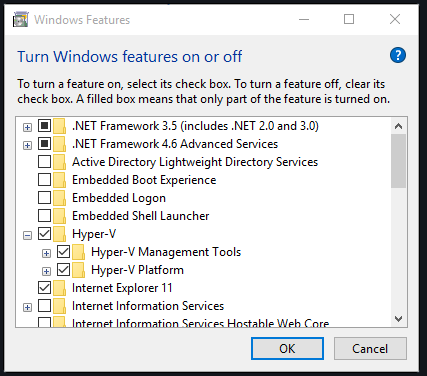 Windows Features
Turn Windows features on or off
?
To turn a feature on, select its check box. To turn a feature off, clear its
check box. A filled box means that only part of the feature is turned on.
.NET Framework 3.5 (includes .NET 2.0 and 3.0)
.NET Framework 4.6 Advanced Services
Active Directory Lightweight Directory Services
Embedded Boot Experience
Embedded Logon
Embedded Shell Launcher
Hyper-V
Hyper-V Management Tools
Hyper-V Platform
Internet Explorer 11
Internet Information Services
Internet Information Services Hostable Web Core
OK
Cancel